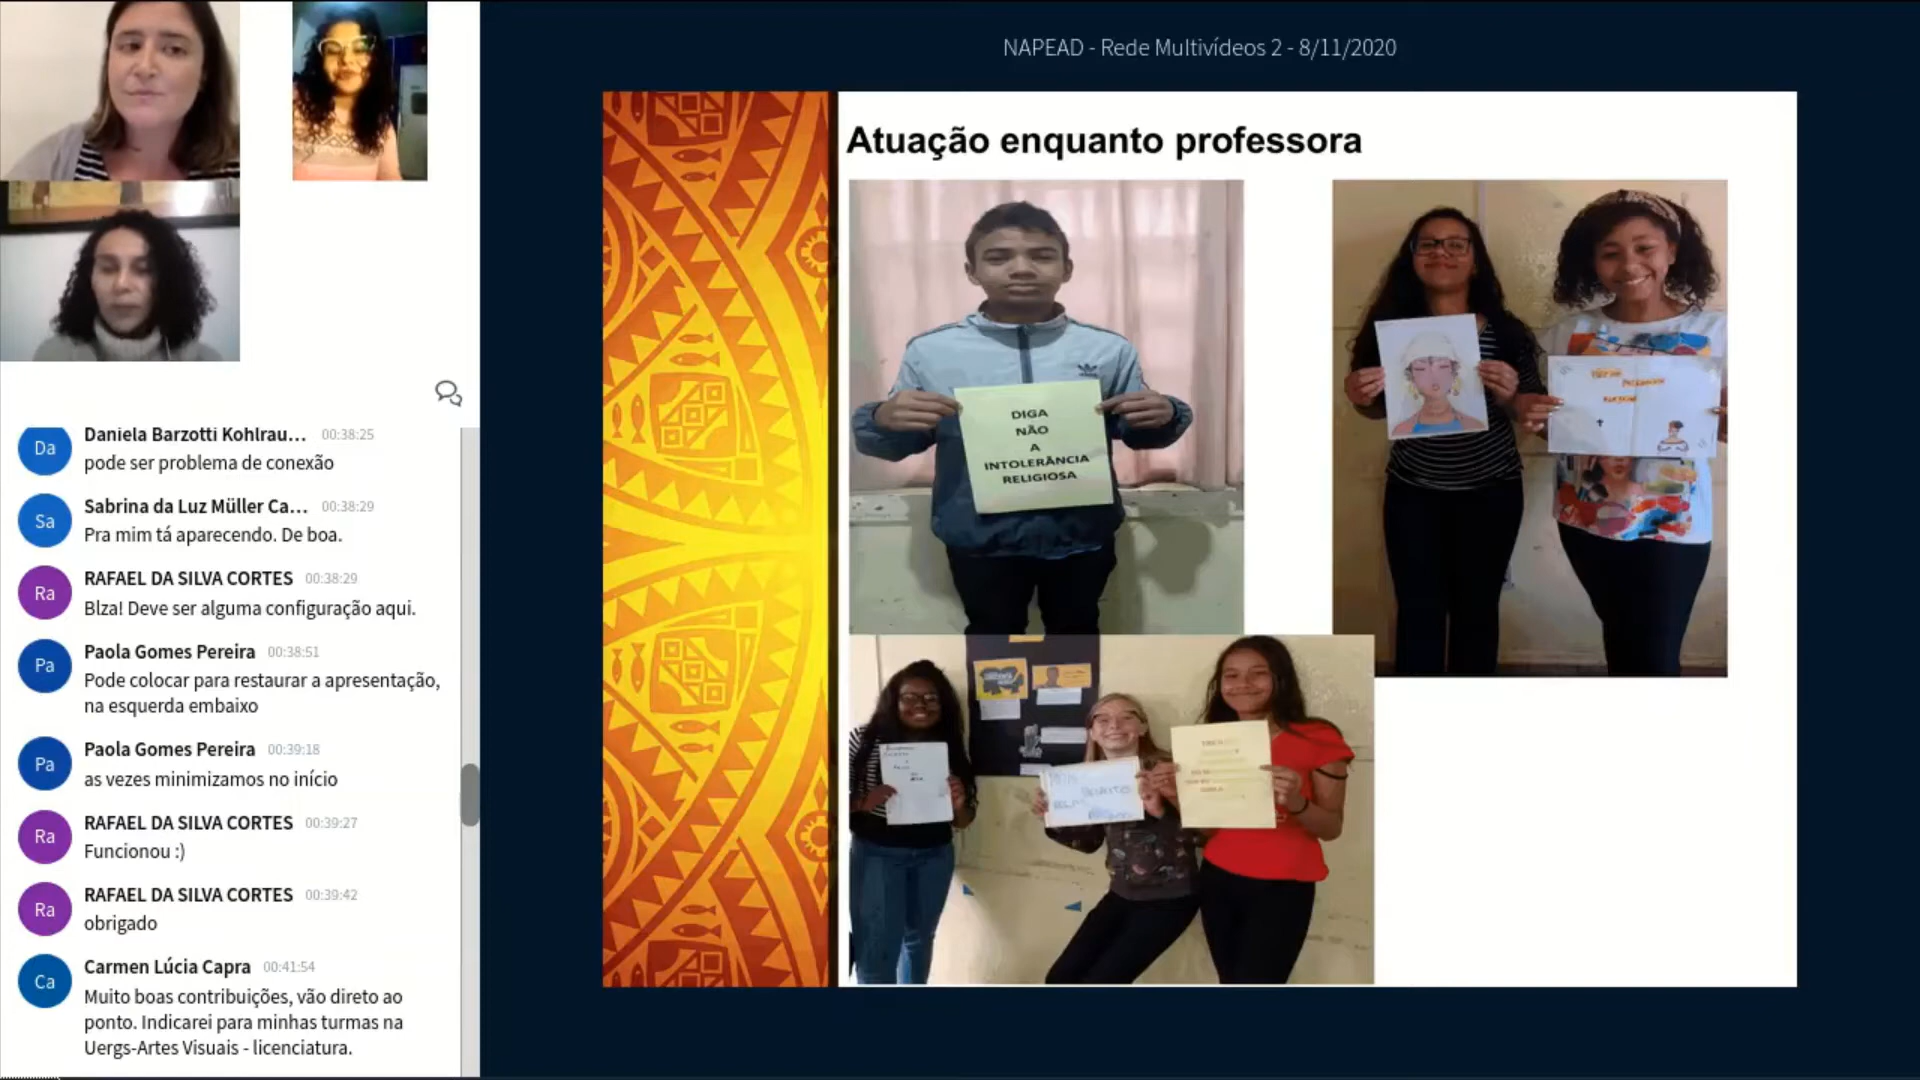 NAPEAD - Rede Multivídeos 2 - 8/11/2020
Atuação enquanto professora
DIGA
NÃO
A
INTOLERÂNCIA
RELIGIOSA
Da
Daniela Barzotti Kohlrau... 00:38:25
pode ser problema de conexão
Sa
Sabrina da Luz Müller Ca... 00:38:29
Pra mim tá aparecendo. De boa.
Ra
RAFAEL DA SILVA CORTES 00:38:29
Blza! Deve ser alguma configuração aqui.
Pa
Paola Gomes Pereira 00:38:51
Pode colocar para restaurar a apresentação,
na esquerda embaixo
Pa
Paola Gomes Pereira 00:39:18
as vezes minimizamos no início
Ra
RAFAEL DA SILVA CORTES 00:39:27
Funcionou :)
Ra
RAFAEL DA SILVA CORTES 00:39:42
obrigado
Ca
Carmen Lúcia Capra 00:41:54
Muito boas contribuições, vão direto ao
ponto. Indicarei para minhas turmas na
Uergs-Artes Visuais - licenciatura.